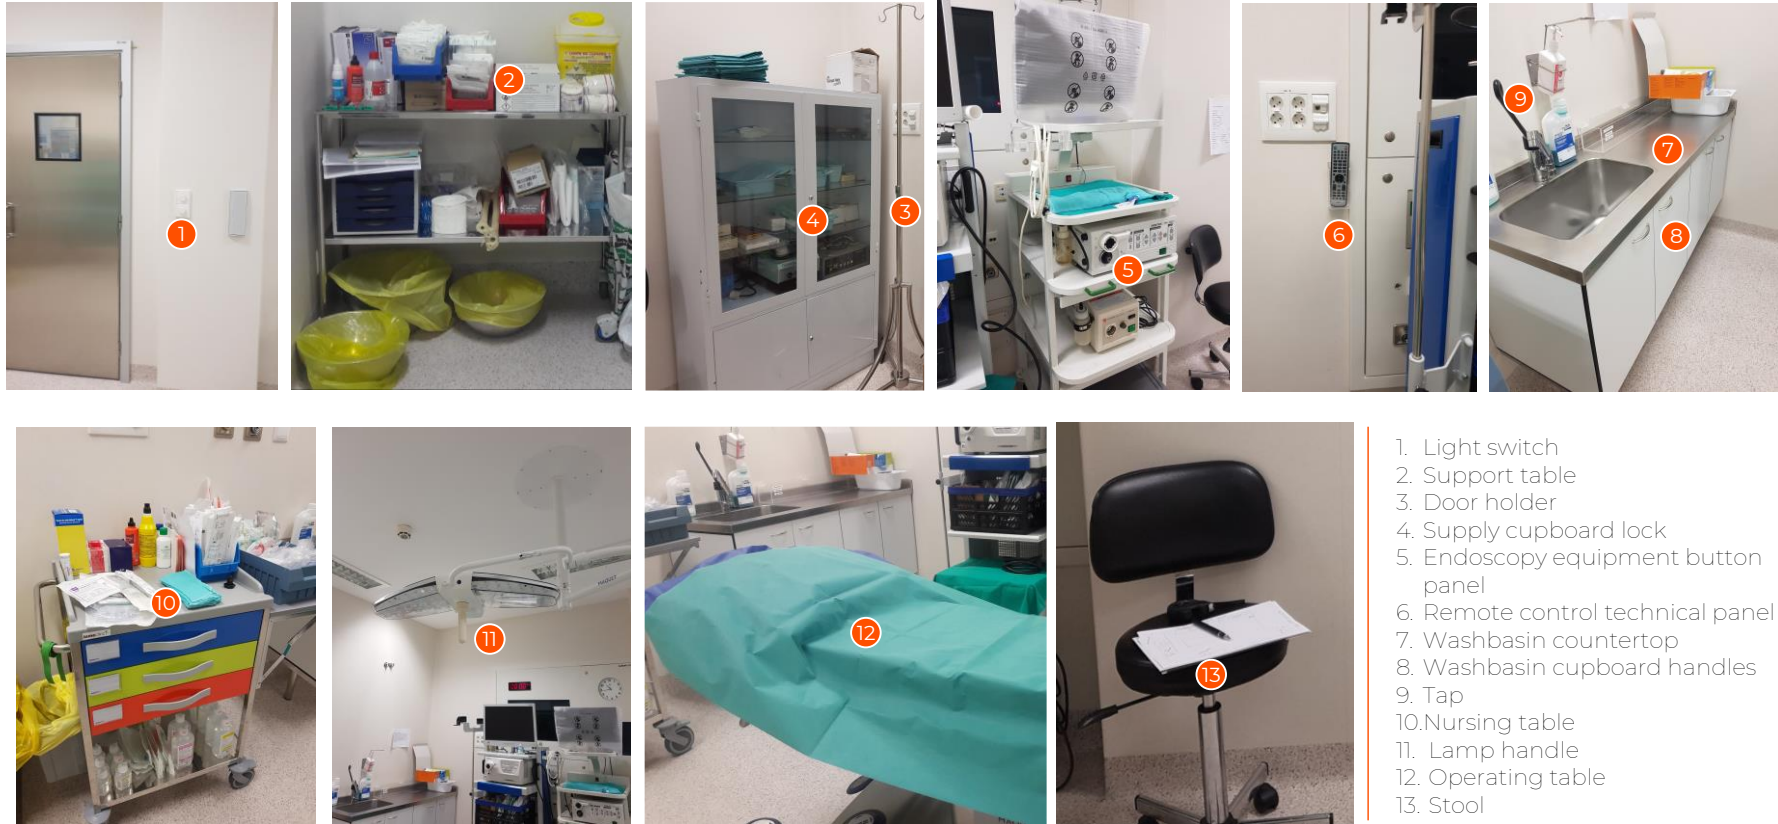 1
2
3
4
5
6
7
8
9
10
11
12
13
1. Light switch
2. Support table
3. Door holder
4. Supply cupboard lock
5. Endoscopy equipment button
panel
6. Remote control technical panel
7. Washbasin countertop
8. Washbasin cupboard handles
9. Tap
10.Nursing table
11. Lamp handle
12. Operating table
13. Stool